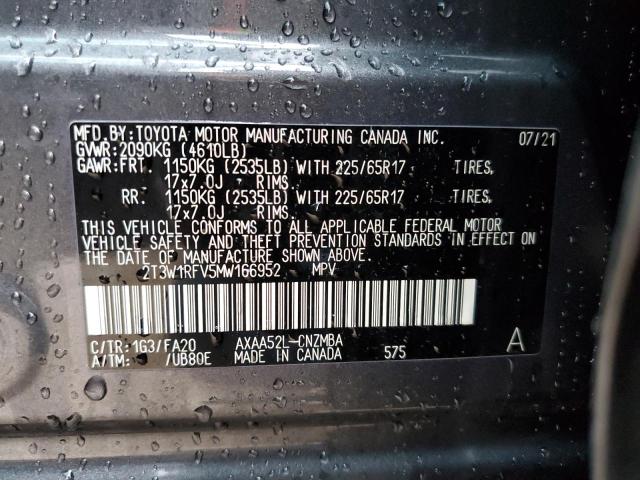 MFD.BY:TOYOTA MOTOR MANUFACTURING CANADA INC. 07/21
GVWR:2090KG (4610LB)
GAWR:FRT. 1150KG (2535LB) WITH 225/65R17 TIRES,
17x7.0J RIMS.
RR. 1150KG (2535LB) WITH 225/65R17 TIRES,
17x7.0J RIMS.
THIS VEHICLE CONFORMS TO ALL APPLICABLE FEDERAL MOTOR
VEHICLE SAFETY AND THEFT PREVENTION STANDARDS IN EFFECT ON
THE DATE OF MANUFACTURE SHOWN ABOVE.
2T3W1RFV5MW166952 MPV
C/TR: 1G3/FA20 AXAA52L-CNZMBA
A/TM: /UB80E MADE IN CANADA 575 A